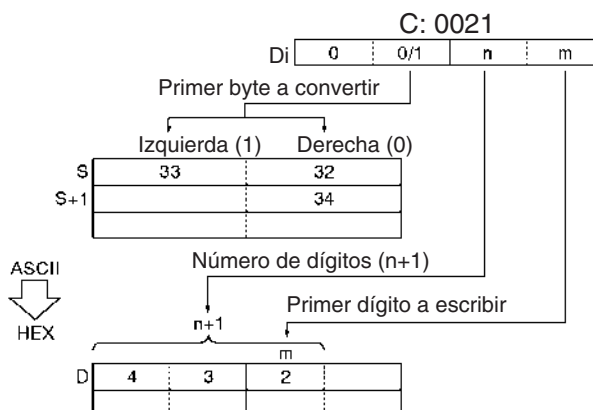 C: 0021
Di 0 0/1 n m
Primer byte a convertir
Izquierda (1) Derecha (0)
S 33 32
S+1 34
Número de dígitos (n+1)
ASCII
HEX
Primer dígito a escribir
n+1
m
D 4 3 2